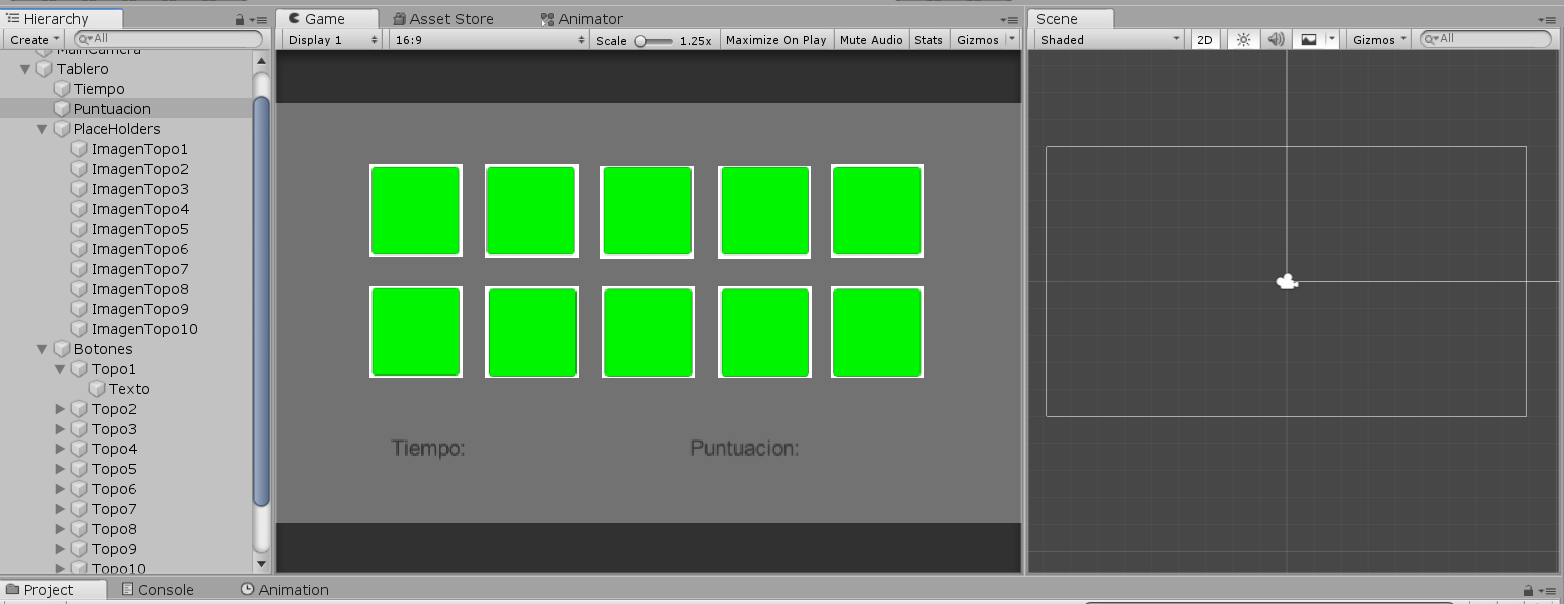 Hierarchy
Game
Asset Store
Animator
Scene
Create
All
Display 1
16:9
Scale
1.25x
Maximize On Play
Mute Audio
Stats
Gizmos
Shaded
2D
Gizmos
All
MainCamera
Tablero
Tiempo
Puntuacion
PlaceHolders
ImagenTopo1
ImagenTopo2
ImagenTopo3
ImagenTopo4
ImagenTopo5
ImagenTopo6
ImagenTopo7
ImagenTopo8
ImagenTopo9
ImagenTopo10
Botones
Topo1
Texto
Topo2
Topo3
Topo4
Topo5
Topo6
Topo7
Topo8
Topo9
Topo10
Tiempo:
Puntuacion:
Project
Console
Animation